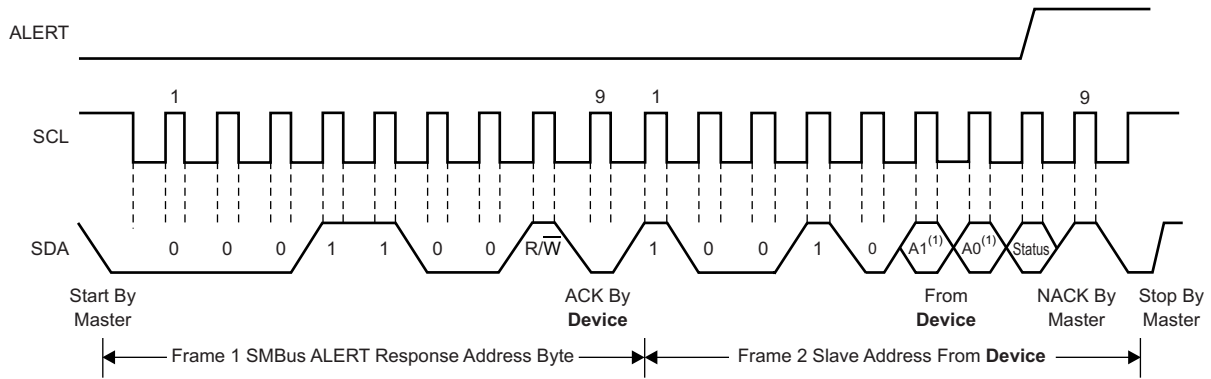 ALERT
1 9 1 9
SCL
SDA 0 0 0 1 1 0 0 R/W 1 0 0 1 0 A1(1) A0(1) Status
Start By
Master
ACK By
Device
From
Device
NACK By
Master
Stop By
Master
Frame 1 SMBus ALERT Response Address Byte
Frame 2 Slave Address From Device